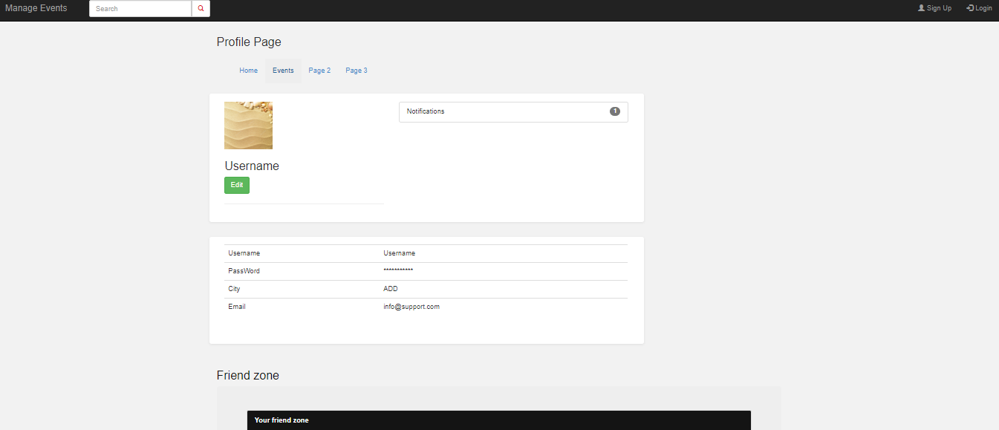 Manage Events Search Sign Up Login
Profile Page
Home Events Page 2 Page 3
Notifications 1
Username
Edit
Username Username
PassWord ***********
City ADD
Email info@support.com
Friend zone
Your friend zone